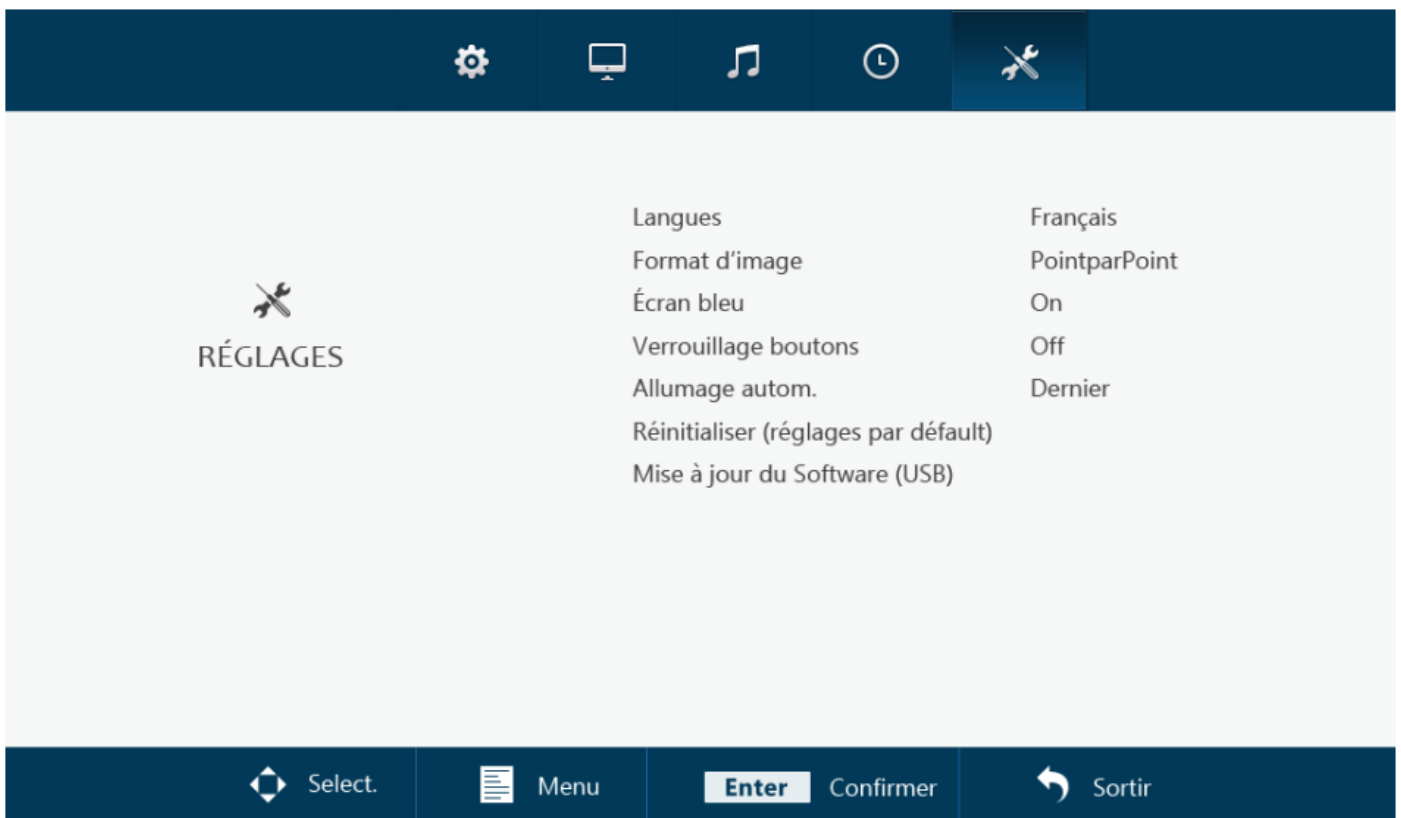 Langues Français
Format d'image PointparPoint
Écran bleu On
Verrouillage boutons Off
Allumage autom. Dernier
Réinitialiser (réglages par défault)
Mise à jour du Software (USB)
RÉGLAGES
Select. Menu Enter Confirmer Sortir